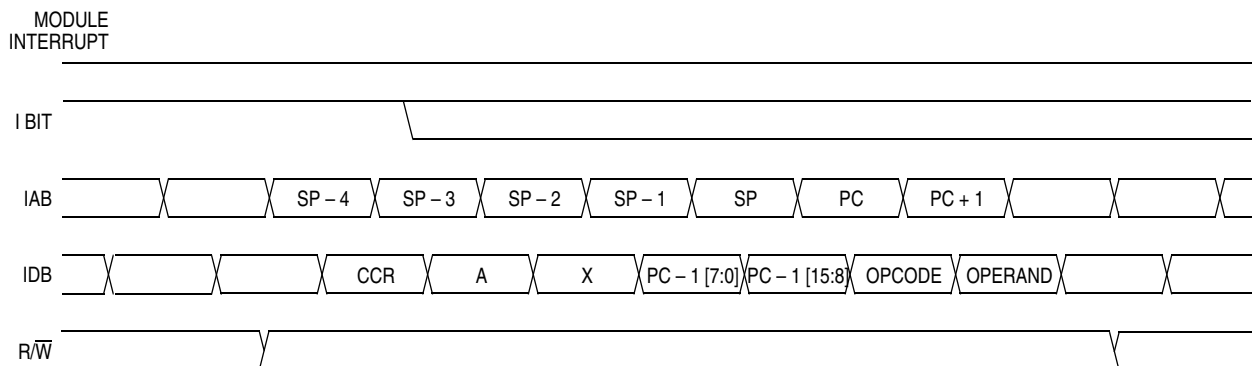 MODULE
INTERRUPT
I BIT
IAB SP – 4 SP – 3 SP – 2 SP – 1 SP PC PC + 1
IDB CCR A X PC – 1 [7:0] PC – 1 [15:8] OPCODE OPERAND
R/W̅